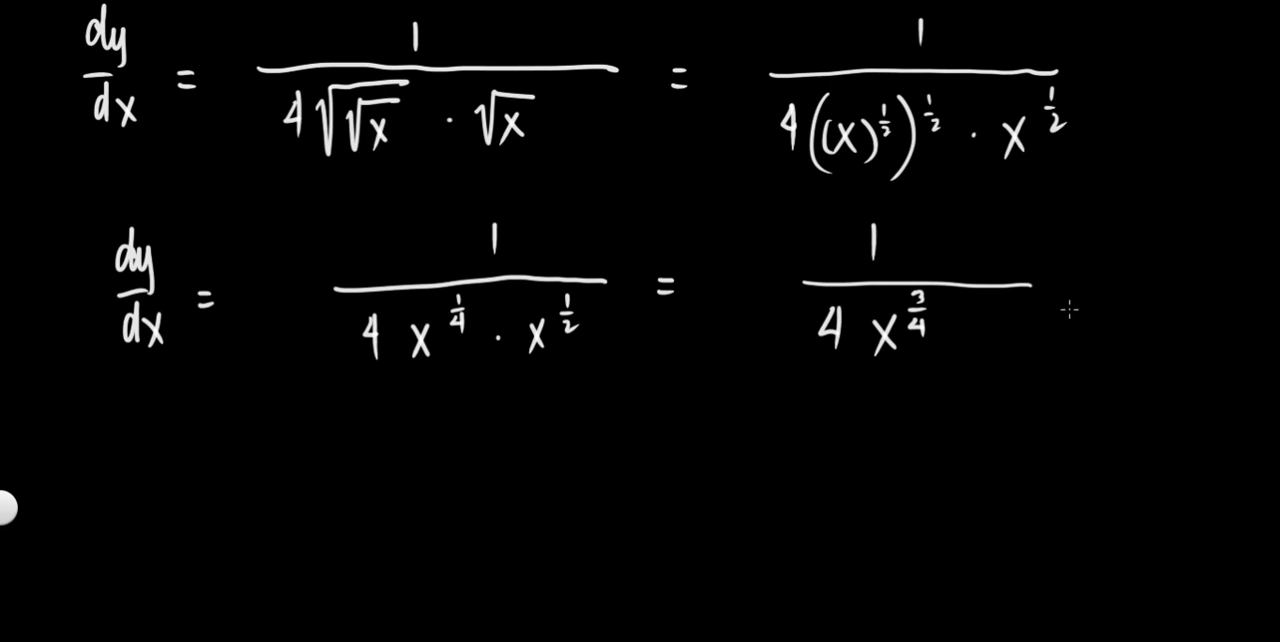 dy/dx = 1/(4√(√x) · √x) = 1/(4((x)^(1/2))^(1/2) · x^(1/2))
dy/dx = 1/(4 x^(1/4) · x^(1/2)) = 1/(4 x^(3/4))